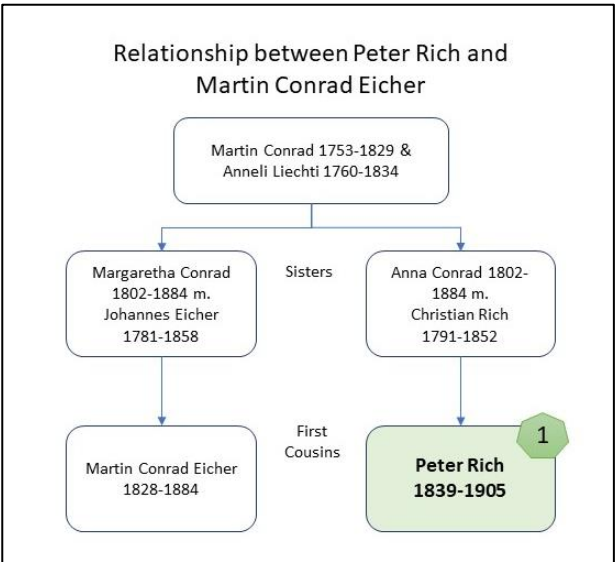 Relationship between Peter Rich and
Martin Conrad Eicher
Martin Conrad 1753-1829 &
Anneli Liechti 1760-1834
Margaretha Conrad
1802-1884 m.
Johannes Eicher
1781-1858
Sisters
Anna Conrad 1802-
1884 m.
Christian Rich
1791-1852
Martin Conrad Eicher
1828-1884
First
Cousins
1
Peter Rich
1839-1905